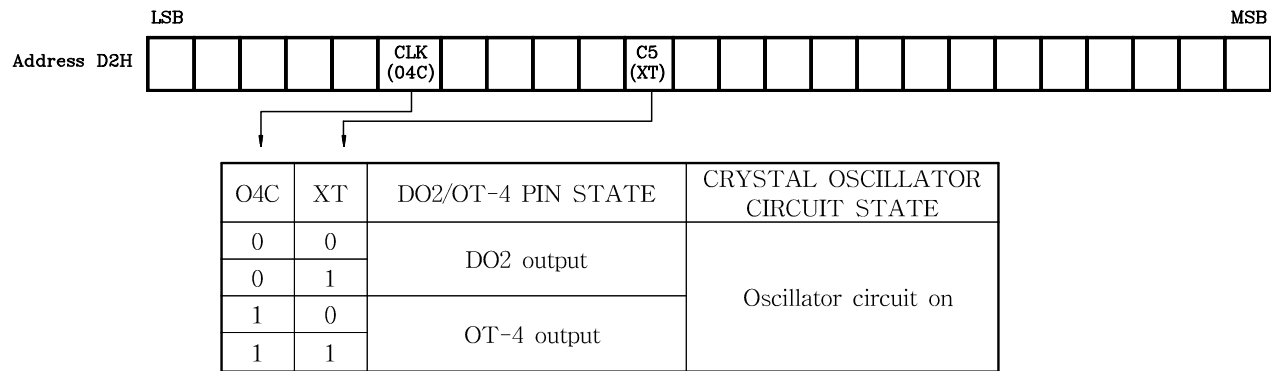 LSB MSB
Address D2H CLK (04C) C5 (XT)
O4C XT DO2/OT-4 PIN STATE CRYSTAL OSCILLATOR CIRCUIT STATE
0 0 DO2 output Oscillator circuit on
0 1
1 0 OT-4 output
1 1